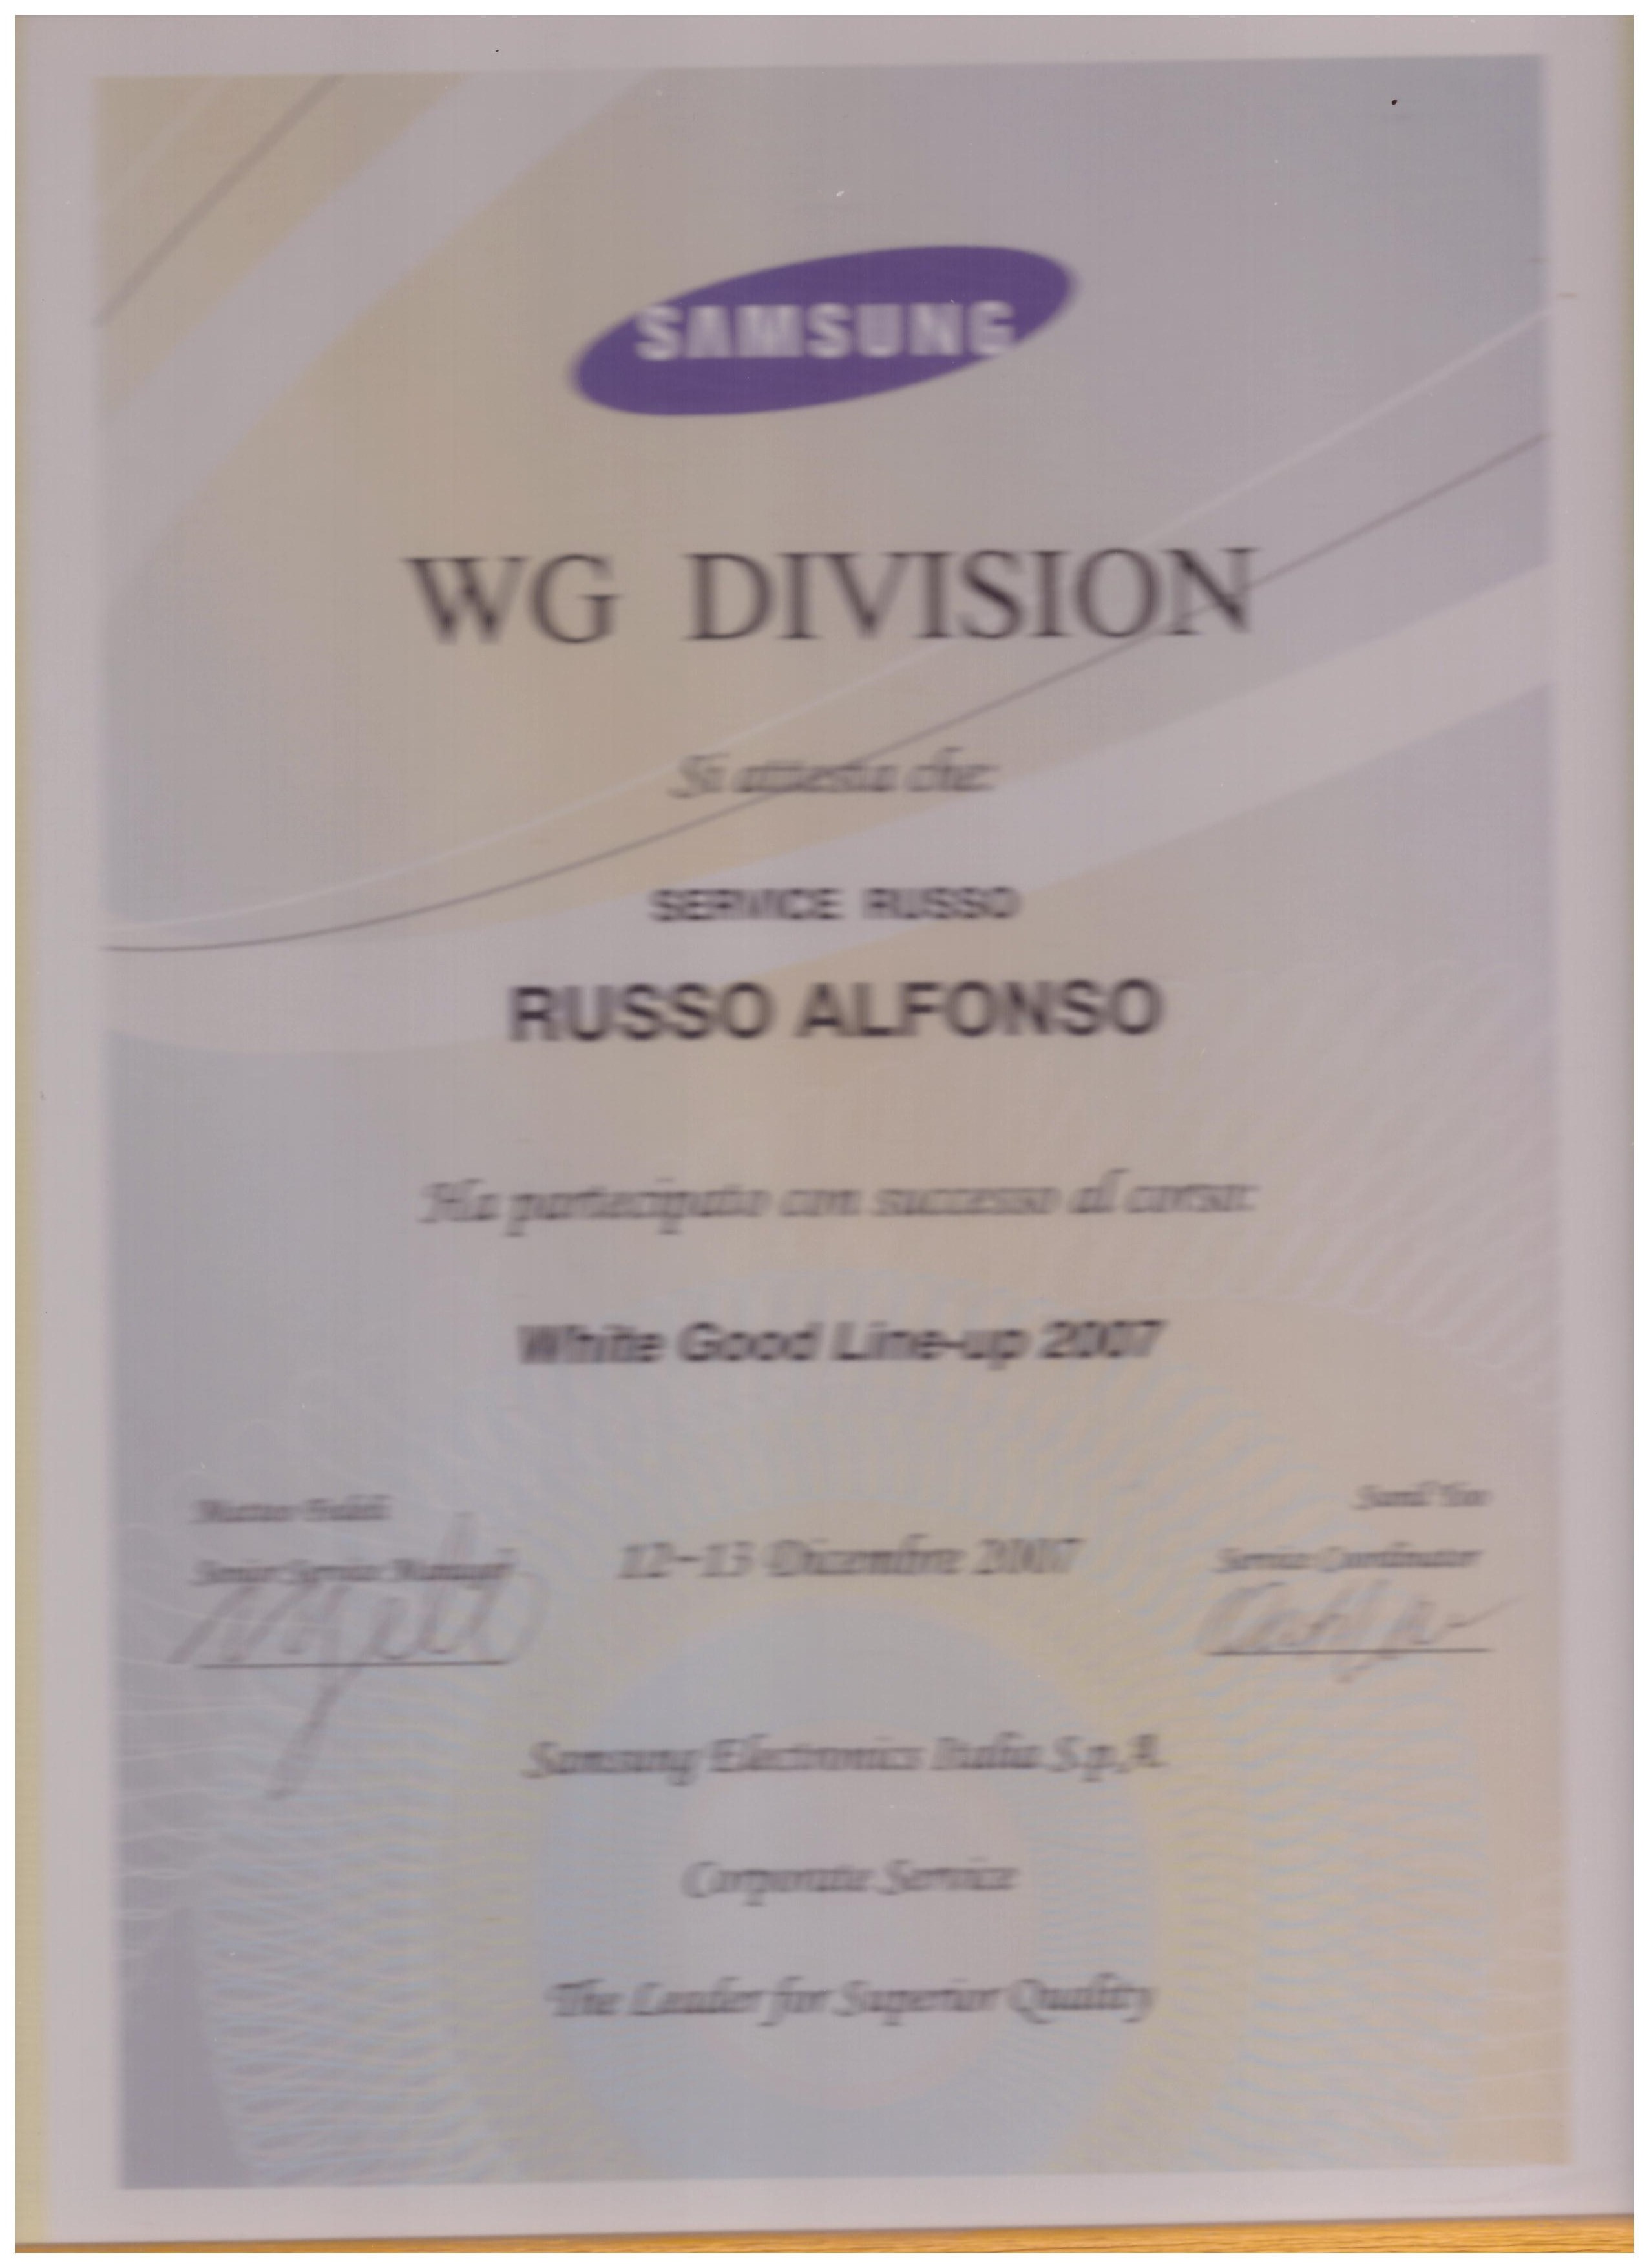 SAMSUNG
WG DIVISION
Si attesta che:
SERVICE RUSSO
RUSSO ALFONSO
Ha partecipato con successo al corso:
White Good Line-up 2007
Senior Service Manager
12-13 Dicembre 2007
Service Coordinator
Samsung Electronics Italia S.p.A.
Corporate Service
The Leader for Superior Quality